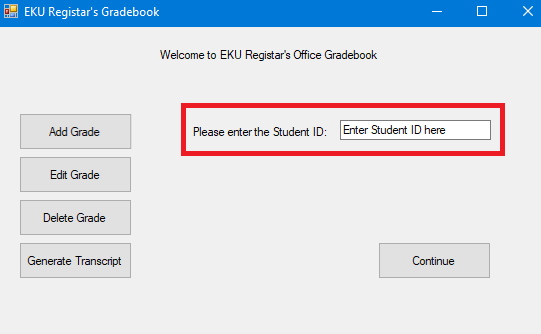 EKU Registar's Gradebook
Welcome to EKU Registar's Office Gradebook
Please enter the Student ID: Enter Student ID here
Add Grade
Edit Grade
Delete Grade
Generate Transcript
Continue